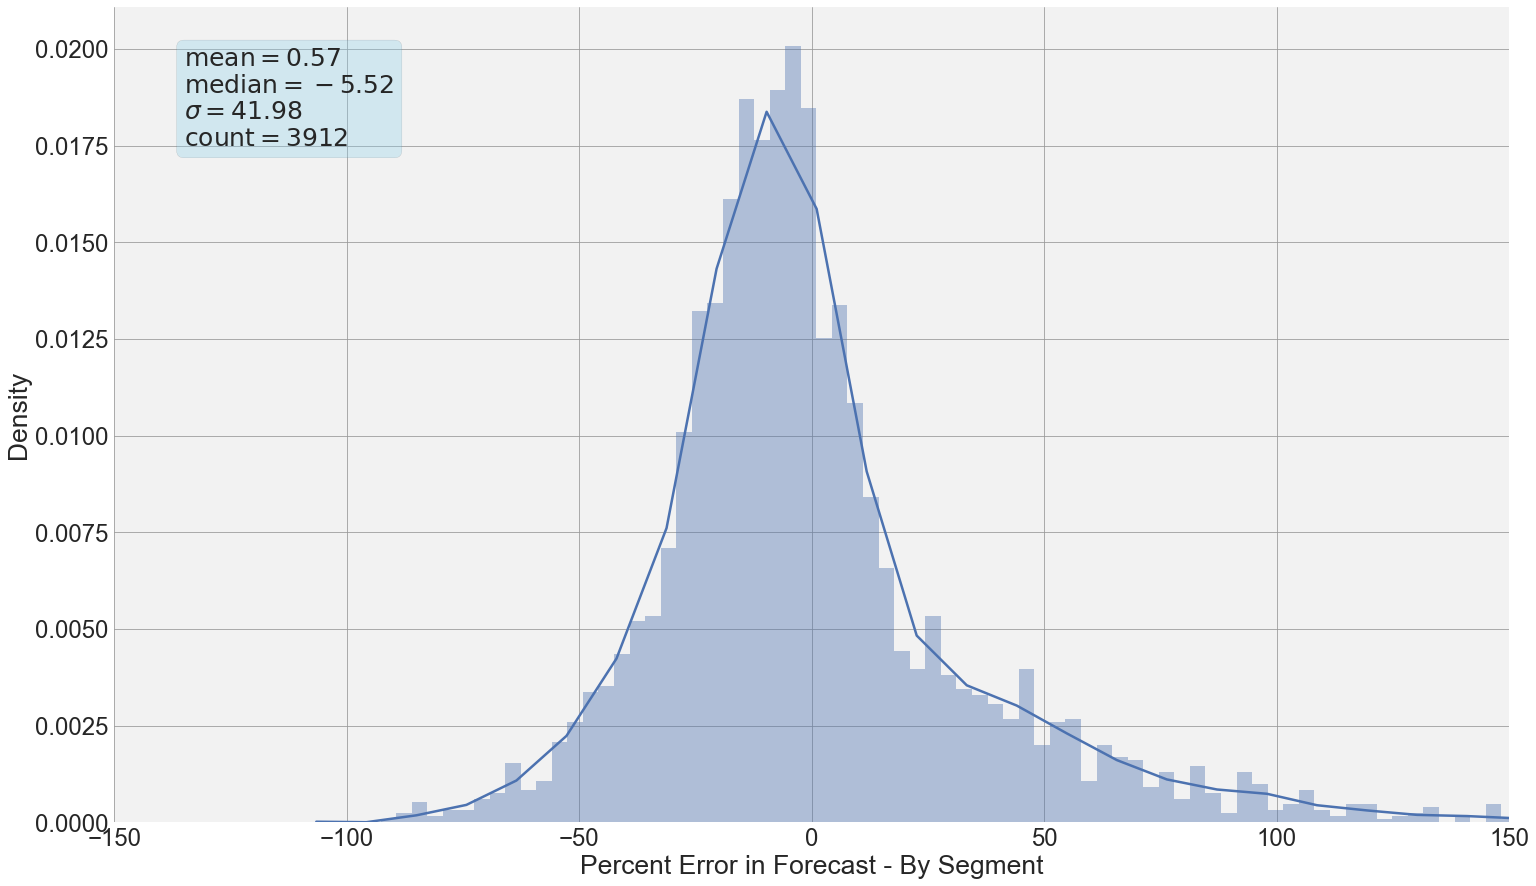 mean = 0.57
median = −5.52
σ = 41.98
count = 3912
0.0200
0.0175
0.0150
0.0125
0.0100
0.0075
0.0050
0.0025
0.0000
Density
−150
−100
−50
0
50
100
150
Percent Error in Forecast - By Segment